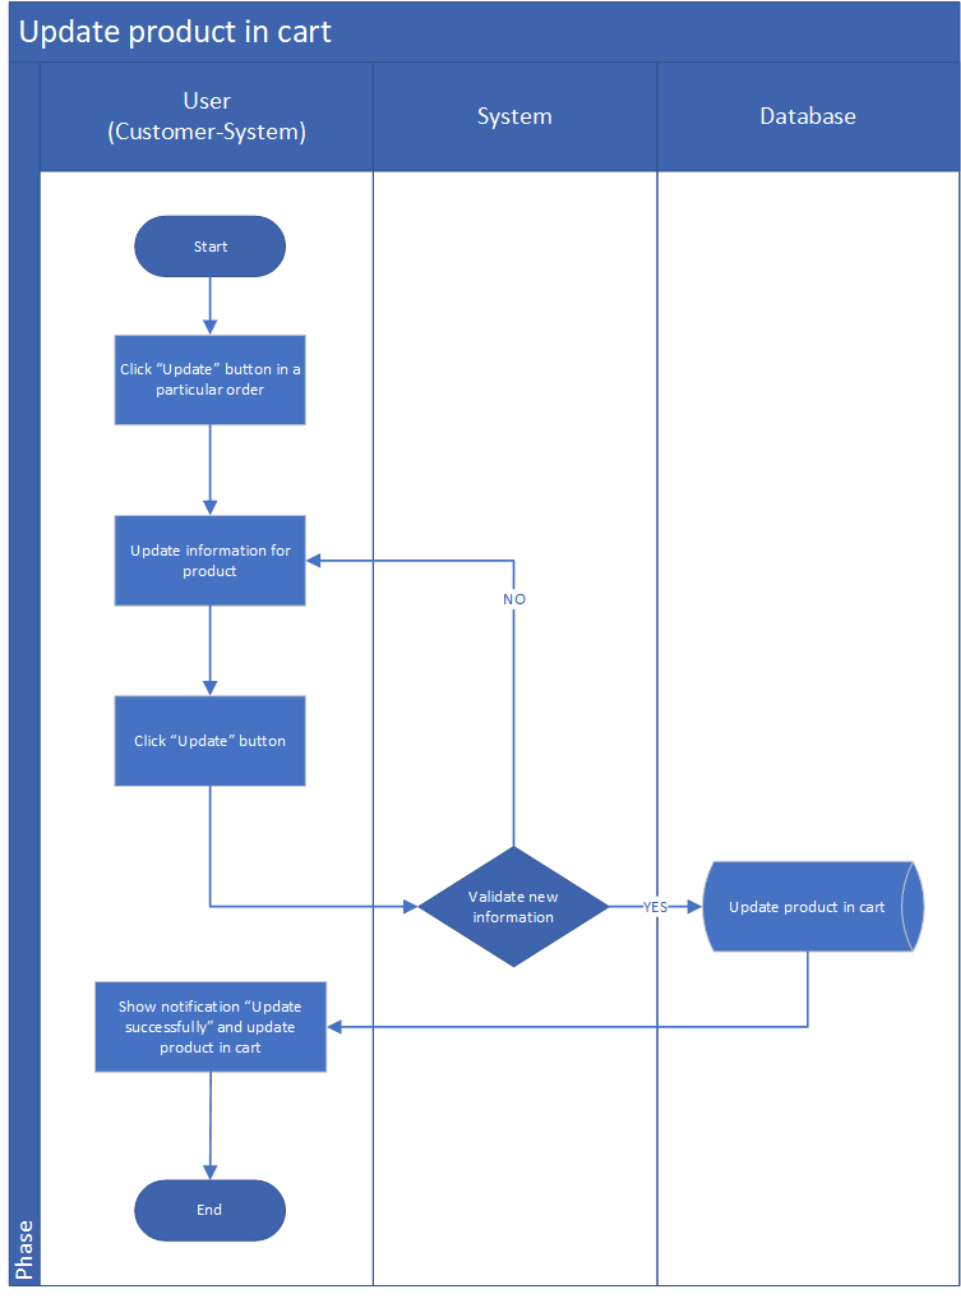 Update product in cart
User
(Customer-System)
System
Database
Start
Click “Update” button in a
particular order
Update information for
product
NO
Click “Update” button
Validate new
information
YES
Update product in cart
Show notification “Update
successfully” and update
product in cart
End
Phase